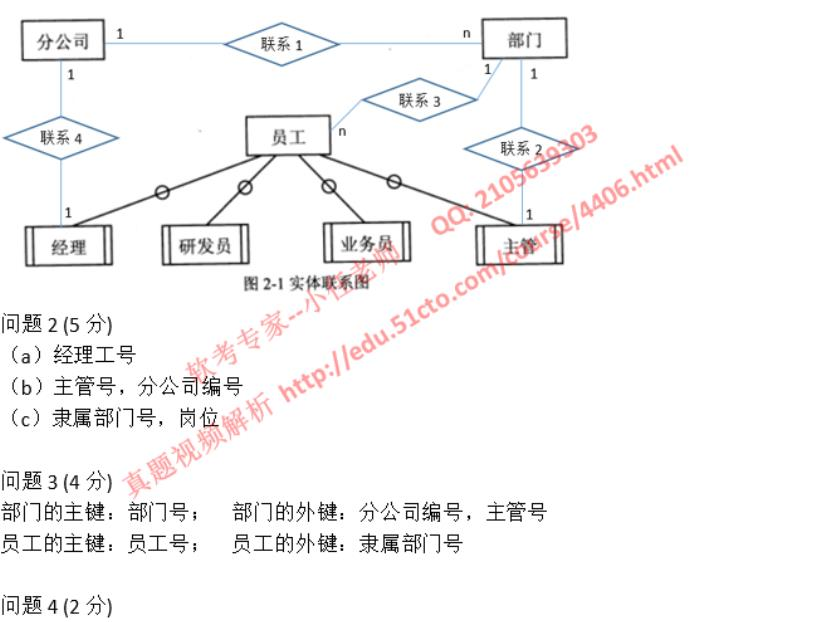 分公司 1 联系 1 n 部门
1 1 1
联系 3
联系 4 员工 n 联系 2
1 1
经理 研发员 业务员 主管
图 2-1 实体联系图
问题 2 (5 分)
（a）经理工号
（b）主管号，分公司编号
（c）隶属部门号，岗位
问题 3 (4 分)
部门的主键：部门号； 部门的外键：分公司编号，主管号
员工的主键：员工号； 员工的外键：隶属部门号
问题 4 (2 分)
软考专家--小任老师 QQ: 2105639303
真题视频解析 http://edu.51cto.com/course/4406.html